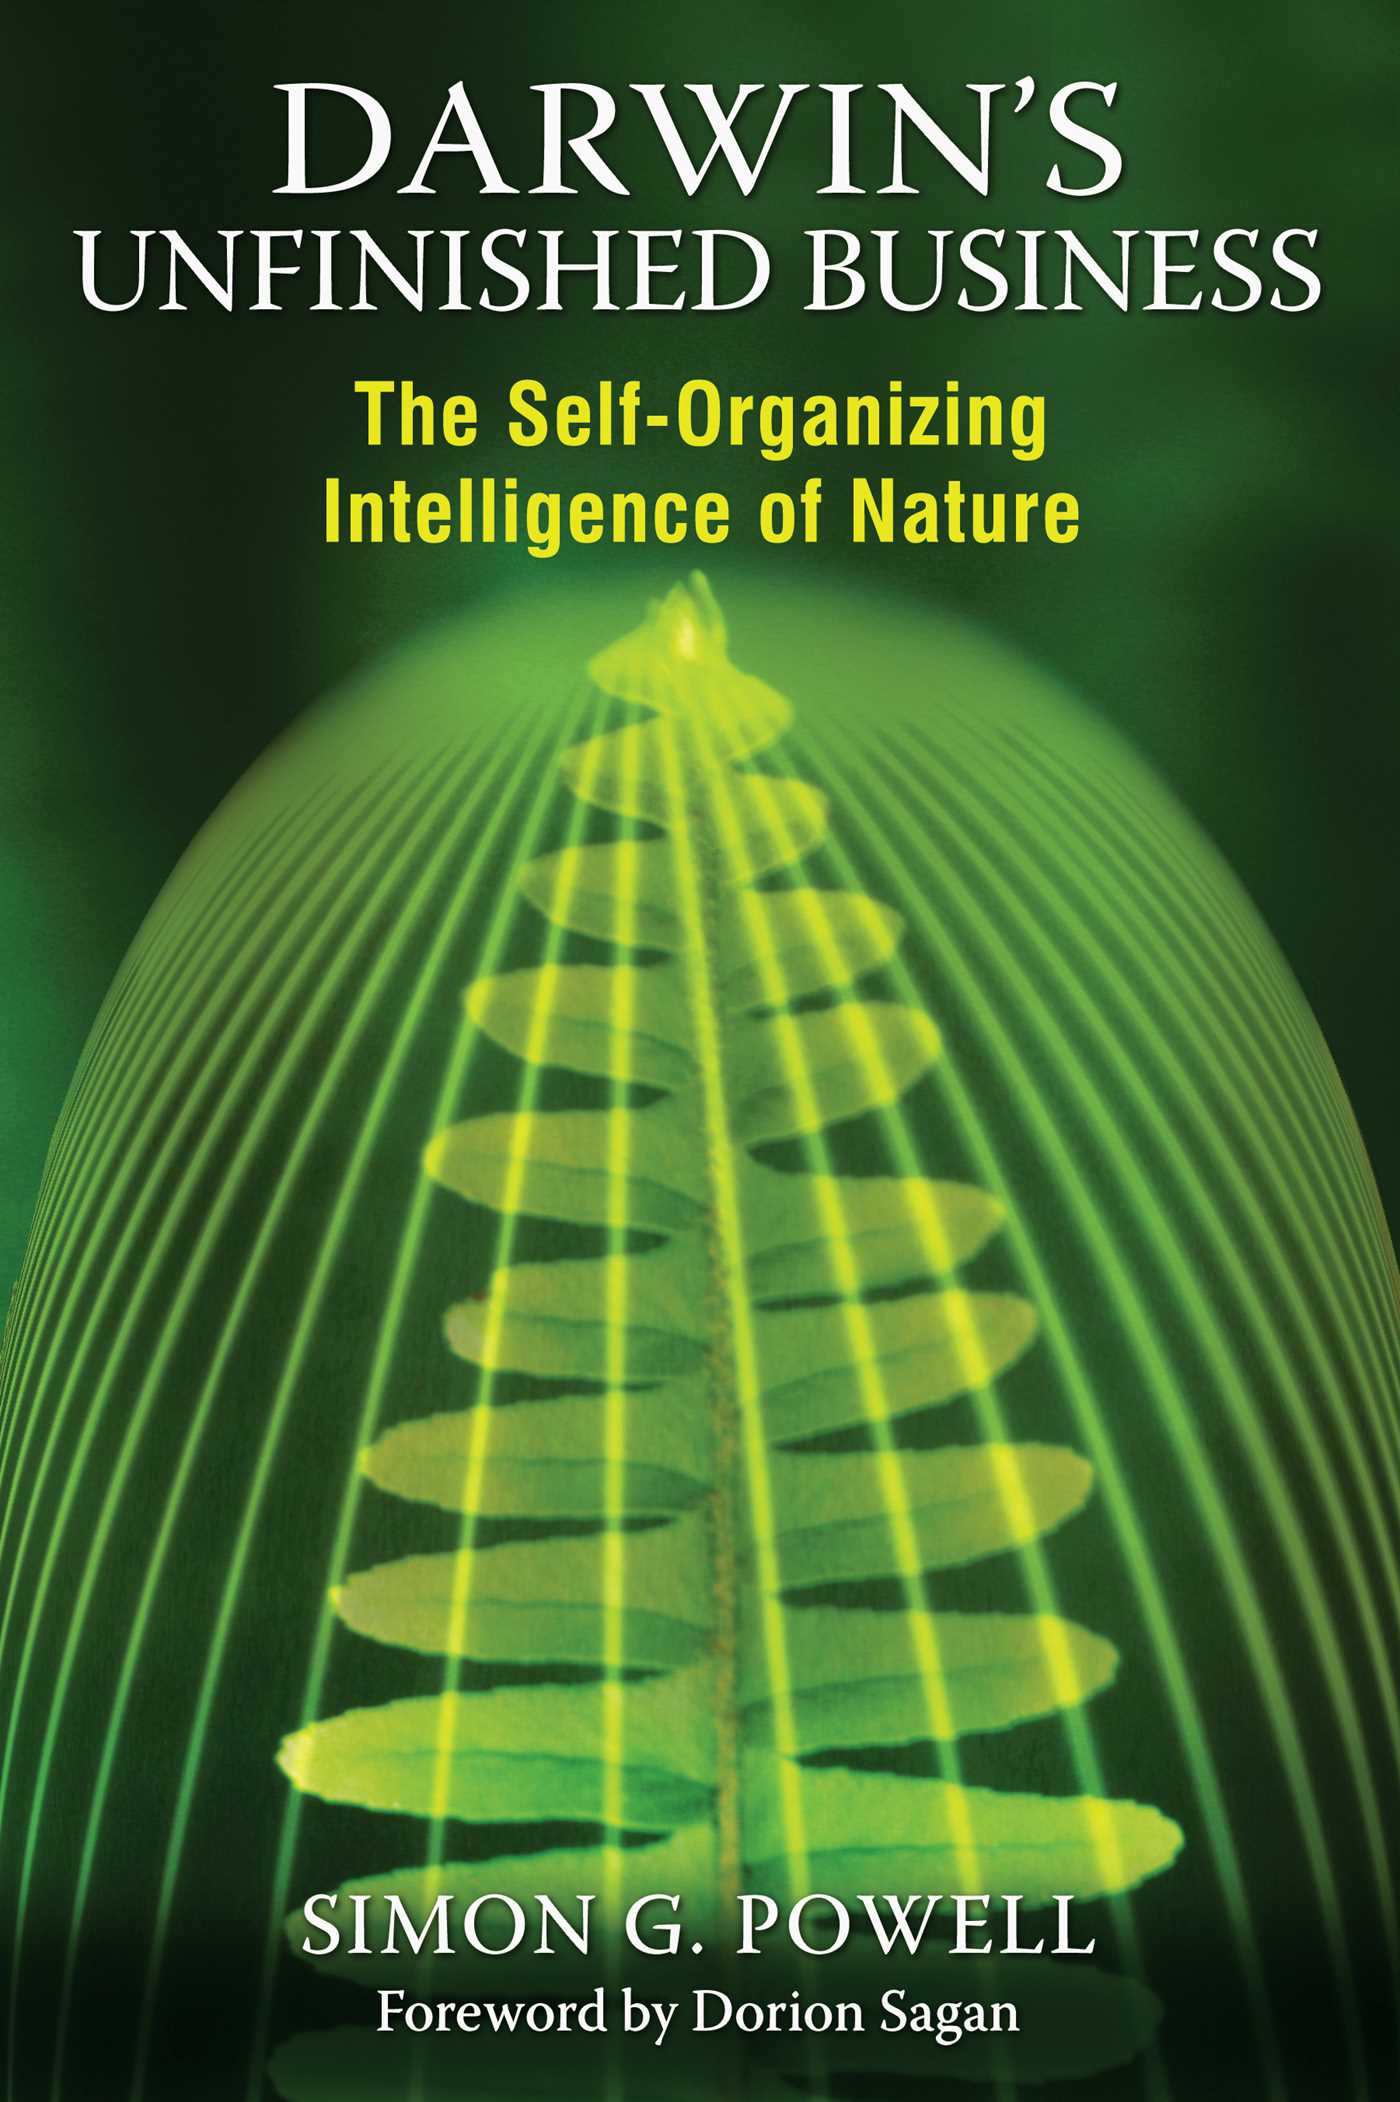 DARWIN'S
UNFINISHED BUSINESS
The Self-Organizing
Intelligence of Nature
SIMON G. POWELL
Foreword by Dorion Sagan